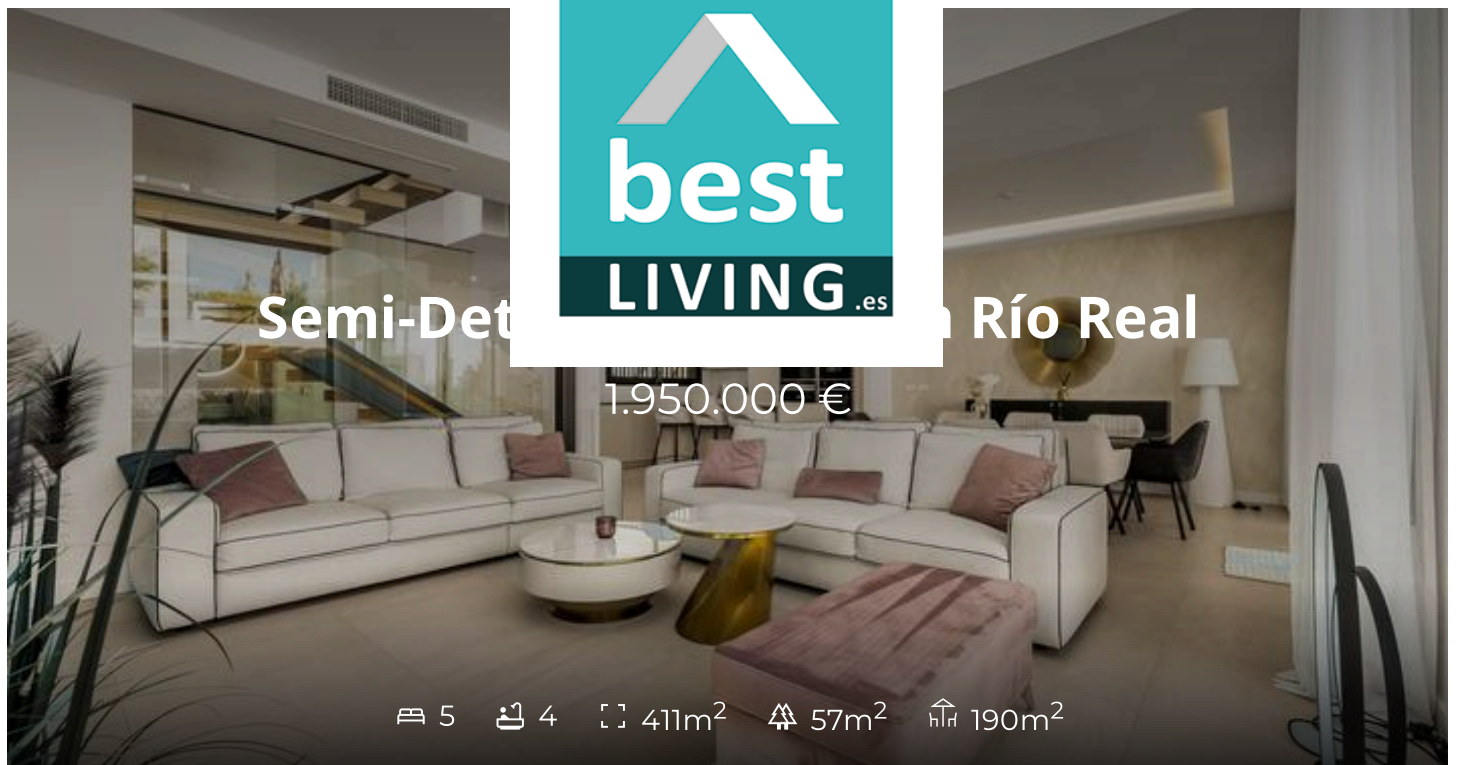 best
LIVING.es
Semi-Det Río Real
1.950.000 €
5 4 411m² 57m² 190m²